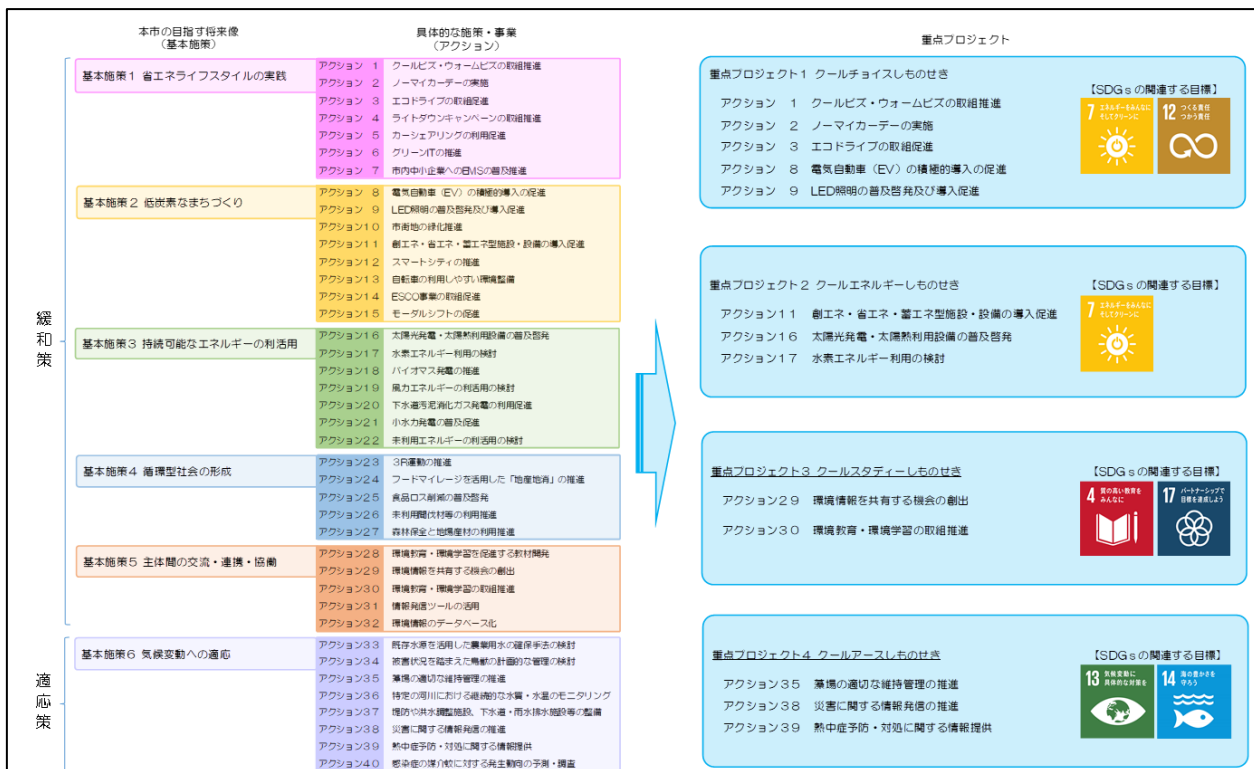 本市の目指す将来像
(基本施策)
具体的な施策・事業
(アクション)
重点プロジェクト
緩和策
基本施策1 省エネライフスタイルの実践
アクション 1 クールビズ・ウォームビズの取組推進
アクション 2 ノーマイカーデーの実施
アクション 3 エコドライブの取組促進
アクション 4 ライトダウンキャンペーンの取組推進
アクション 5 カーシェアリングの利用促進
アクション 6 グリーンITの推進
アクション 7 市内中小企業へのEMSの普及推進
基本施策2 低炭素なまちづくり
アクション 8 電気自動車(EV)の積極的導入の促進
アクション 9 LED照明の普及啓発及び導入促進
アクション10 市街地の緑化推進
アクション11 創エネ・省エネ・蓄エネ型施設・設備の導入促進
アクション12 スマートシティの推進
アクション13 自転車の利用しやすい環境整備
アクション14 ESCO事業の取組促進
アクション15 モーダルシフトの促進
基本施策3 持続可能なエネルギーの利活用
アクション16 太陽光発電・太陽熱利用設備の普及啓発
アクション17 水素エネルギー利用の検討
アクション18 バイオマス発電の推進
アクション19 風力エネルギーの利活用の検討
アクション20 下水道汚泥消化ガス発電の利用促進
アクション21 小水力発電の普及促進
アクション22 未利用エネルギーの利活用の検討
基本施策4 循環型社会の形成
アクション23 3R運動の推進
アクション24 フードマイレージを活用した「地産地消」の推進
アクション25 食品ロス削減の普及啓発
アクション26 未利用間伐材等の利用推進
アクション27 森林保全と地場産材の利用推進
基本施策5 主体間の交流・連携・協働
アクション28 環境教育・環境学習を促進する教材開発
アクション29 環境情報を共有する機会の創出
アクション30 環境教育・環境学習の取組推進
アクション31 情報発信ツールの活用
アクション32 環境情報のデータベース化
適応策
基本施策6 気候変動への適応
アクション33 既存水源を活用した農業用水の確保手法の検討
アクション34 被害状況を踏まえた鳥獣の計画的な管理の検討
アクション35 藻場の適切な維持管理の推進
アクション36 特定の河川における継続的な水質・水温のモニタリング
アクション37 堤防や洪水調整施設、下水道・雨水排水施設等の整備
アクション38 災害に関する情報発信の推進
アクション39 熱中症予防・対処に関する情報提供
アクション40 感染症の媒介蚊に対する発生動向の予測・調査
重点プロジェクト1 クールチョイスしものせき
【SDGsの関連する目標】
アクション 1 クールビズ・ウォームビズの取組推進
アクション 2 ノーマイカーデーの実施
アクション 3 エコドライブの取組促進
アクション 8 電気自動車(EV)の積極的導入の促進
アクション 9 LED照明の普及啓発及び導入促進
7 エネルギーをみんなに
そしてクリーンに
12 つくる責任
つかう責任
重点プロジェクト2 クールエネルギーしものせき
【SDGsの関連する目標】
アクション11 創エネ・省エネ・蓄エネ型施設・設備の導入促進
アクション16 太陽光発電・太陽熱利用設備の普及啓発
アクション17 水素エネルギー利用の検討
7 エネルギーをみんなに
そしてクリーンに
重点プロジェクト3 クールスタディーしものせき
【SDGsの関連する目標】
アクション29 環境情報を共有する機会の創出
アクション30 環境教育・環境学習の取組推進
4 質の高い教育を
みんなに
17 パートナーシップで
目標を達成しよう
重点プロジェクト4 クールアースしものせき
【SDGsの関連する目標】
アクション35 藻場の適切な維持管理の推進
アクション38 災害に関する情報発信の推進
アクション39 熱中症予防・対処に関する情報提供
13 気候変動に
具体的な対策を
14 海の豊かさを
守ろう